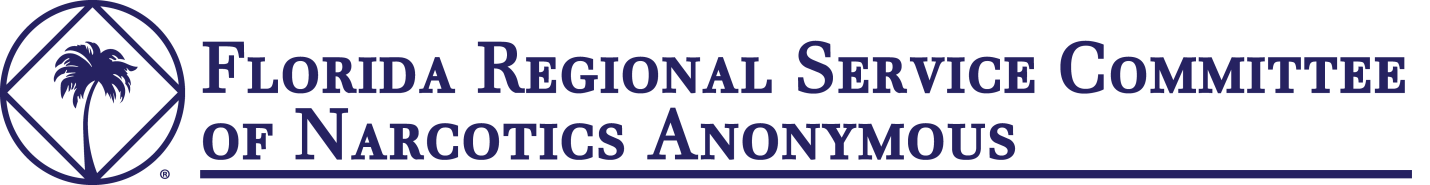 Florida Regional Service Committee
of Narcotics Anonymous
®